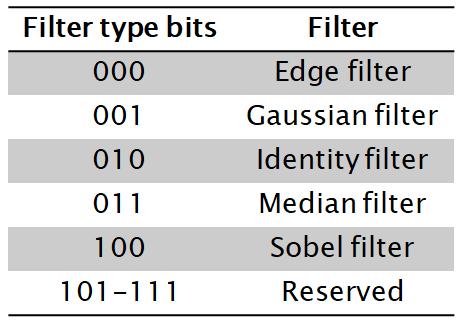 Filter type bits Filter
000 Edge filter
001 Gaussian filter
010 Identity filter
011 Median filter
100 Sobel filter
101–111 Reserved